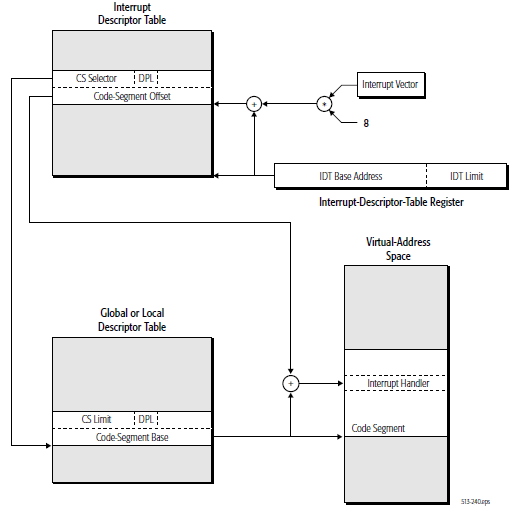 Interrupt
Descriptor Table
CS Selector DPL
Code-Segment Offset
+
*
Interrupt Vector
8
IDT Base Address IDT Limit
Interrupt-Descriptor-Table Register
Virtual-Address
Space
Global or Local
Descriptor Table
+
Interrupt Handler
CS Limit DPL
Code-Segment Base
Code Segment
513-240.eps